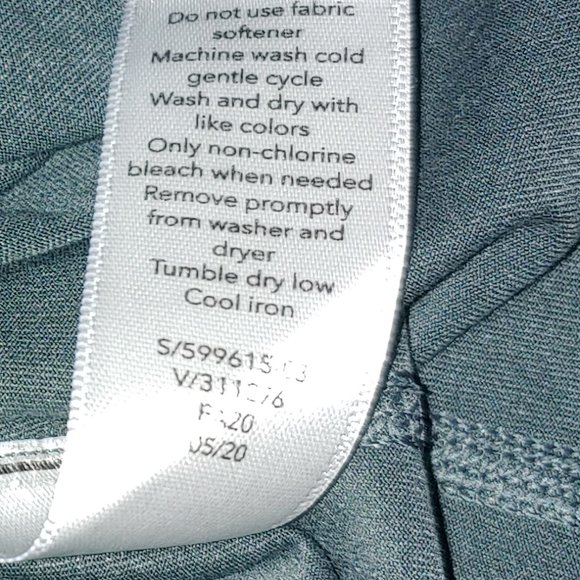 Do not use fabric
softener
Machine wash cold
gentle cycle
Wash and dry with
like colors
Only non-chlorine
bleach when needed
Remove promptly
from washer and
dryer
Tumble dry low
Cool iron
05/20